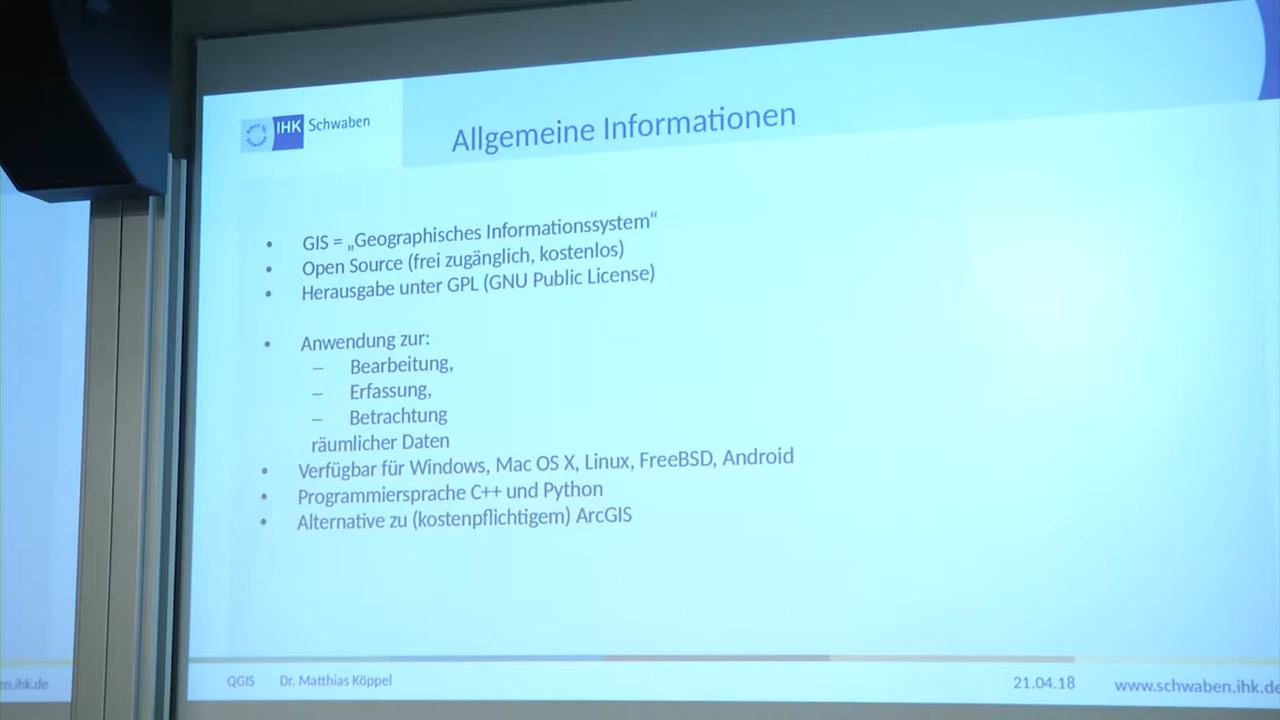 IHK Schwaben
Allgemeine Informationen
• GIS = „Geographisches Informationssystem“
• Open Source (frei zugänglich, kostenlos)
• Herausgabe unter GPL (GNU Public License)
• Anwendung zur:
– Bearbeitung,
– Erfassung,
– Betrachtung
räumlicher Daten
• Verfügbar für Windows, Mac OS X, Linux, FreeBSD, Android
• Programmiersprache C++ und Python
• Alternative zu (kostenpflichtigem) ArcGIS
en.ihk.de
QGIS Dr. Matthias Köppel 21.04.18 www.schwaben.ihk.de